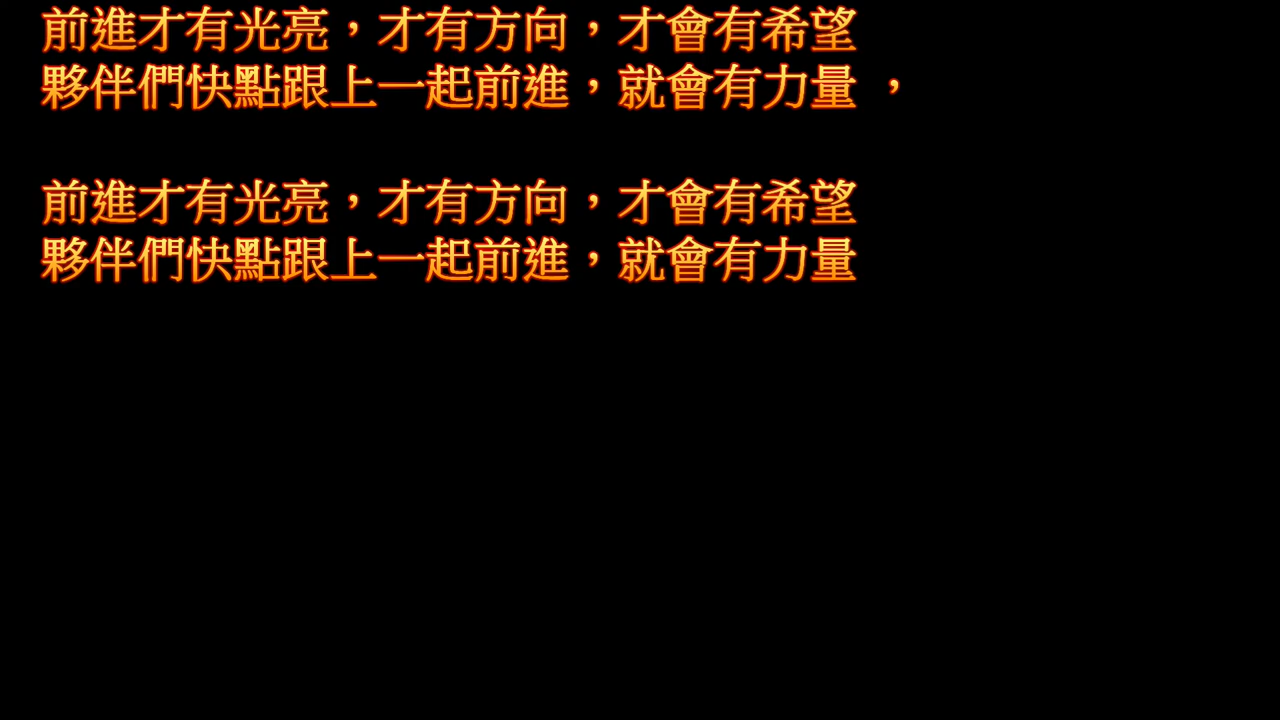 前進才有光亮，才有方向，才會有希望
夥伴們快點跟上一起前進，就會有力量 ，
前進才有光亮，才有方向，才會有希望
夥伴們快點跟上一起前進，就會有力量